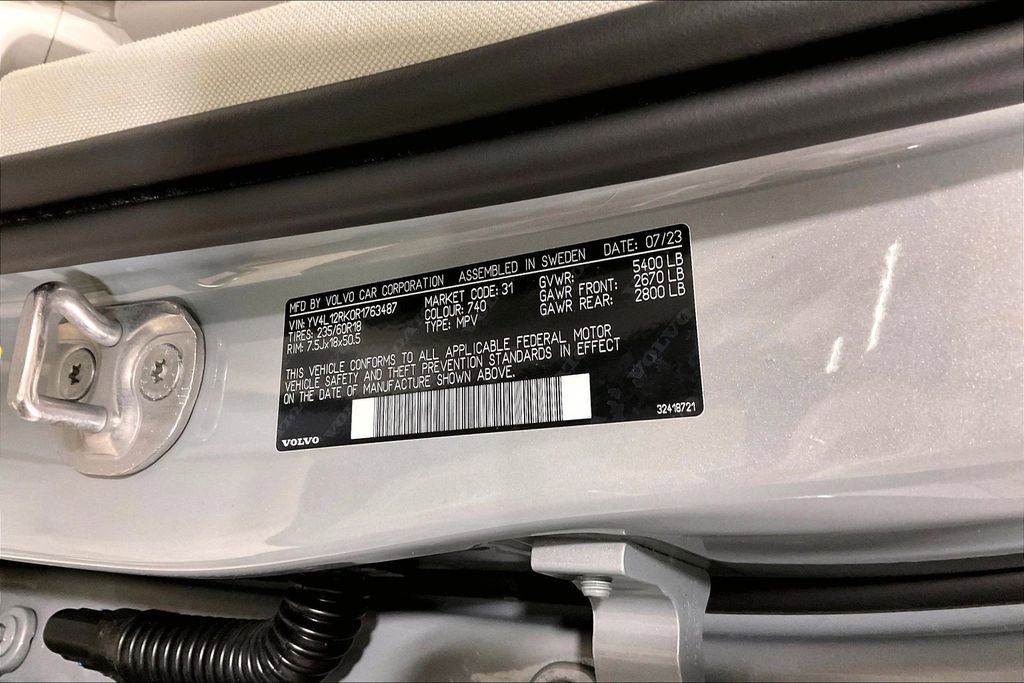 MFD BY VOLVO CAR CORPORATION ASSEMBLED IN SWEDEN DATE: 07/23
VIN: YV4L12RK0R1763487 MARKET CODE: 31 GVWR: 5400 LB
TIRES: 235/60R18 COLOUR: 740 GAWR FRONT: 2670 LB
RIM: 7.5Jx18x50.5 TYPE: MPV GAWR REAR: 2800 LB
THIS VEHICLE CONFORMS TO ALL APPLICABLE FEDERAL MOTOR
VEHICLE SAFETY AND THEFT PREVENTION STANDARDS IN EFFECT
ON THE DATE OF MANUFACTURE SHOWN ABOVE.
VOLVO
32418721